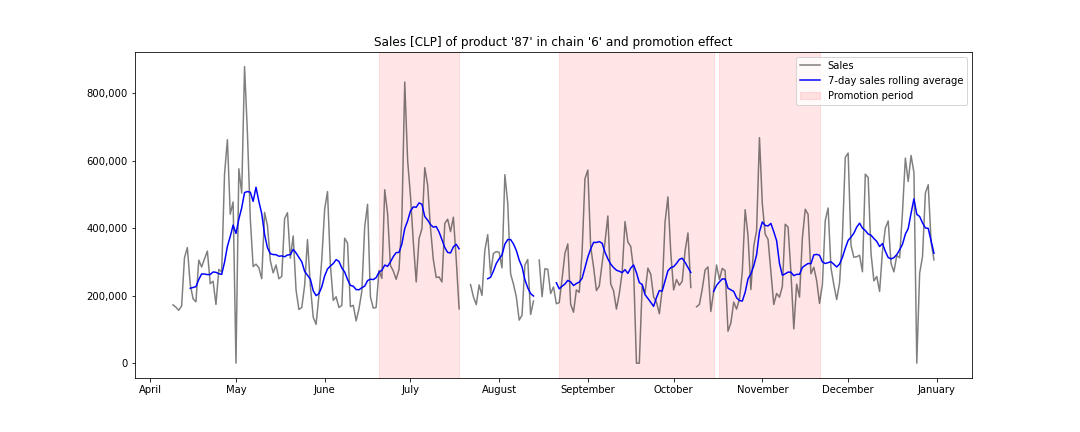 Sales [CLP] of product '87' in chain '6' and promotion effect
Sales
7-day sales rolling average
Promotion period
800,000
600,000
400,000
200,000
0
April May June July August September October November December January